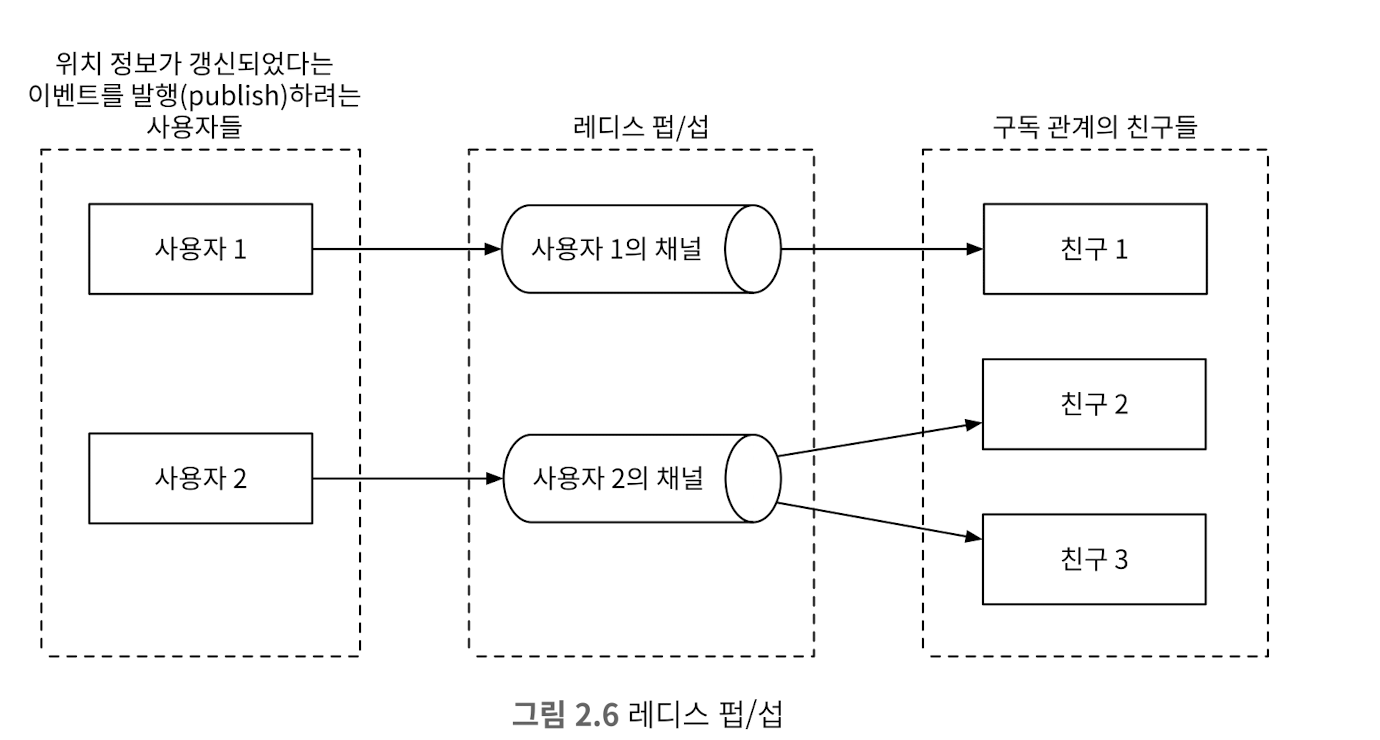 위치 정보가 갱신되었다는
이벤트를 발행(publish)하려는
사용자들
레디스 펍/섭
구독 관계의 친구들
사용자 1
사용자 1의 채널
친구 1
친구 2
사용자 2
사용자 2의 채널
친구 3
그림 2.6 레디스 펍/섭